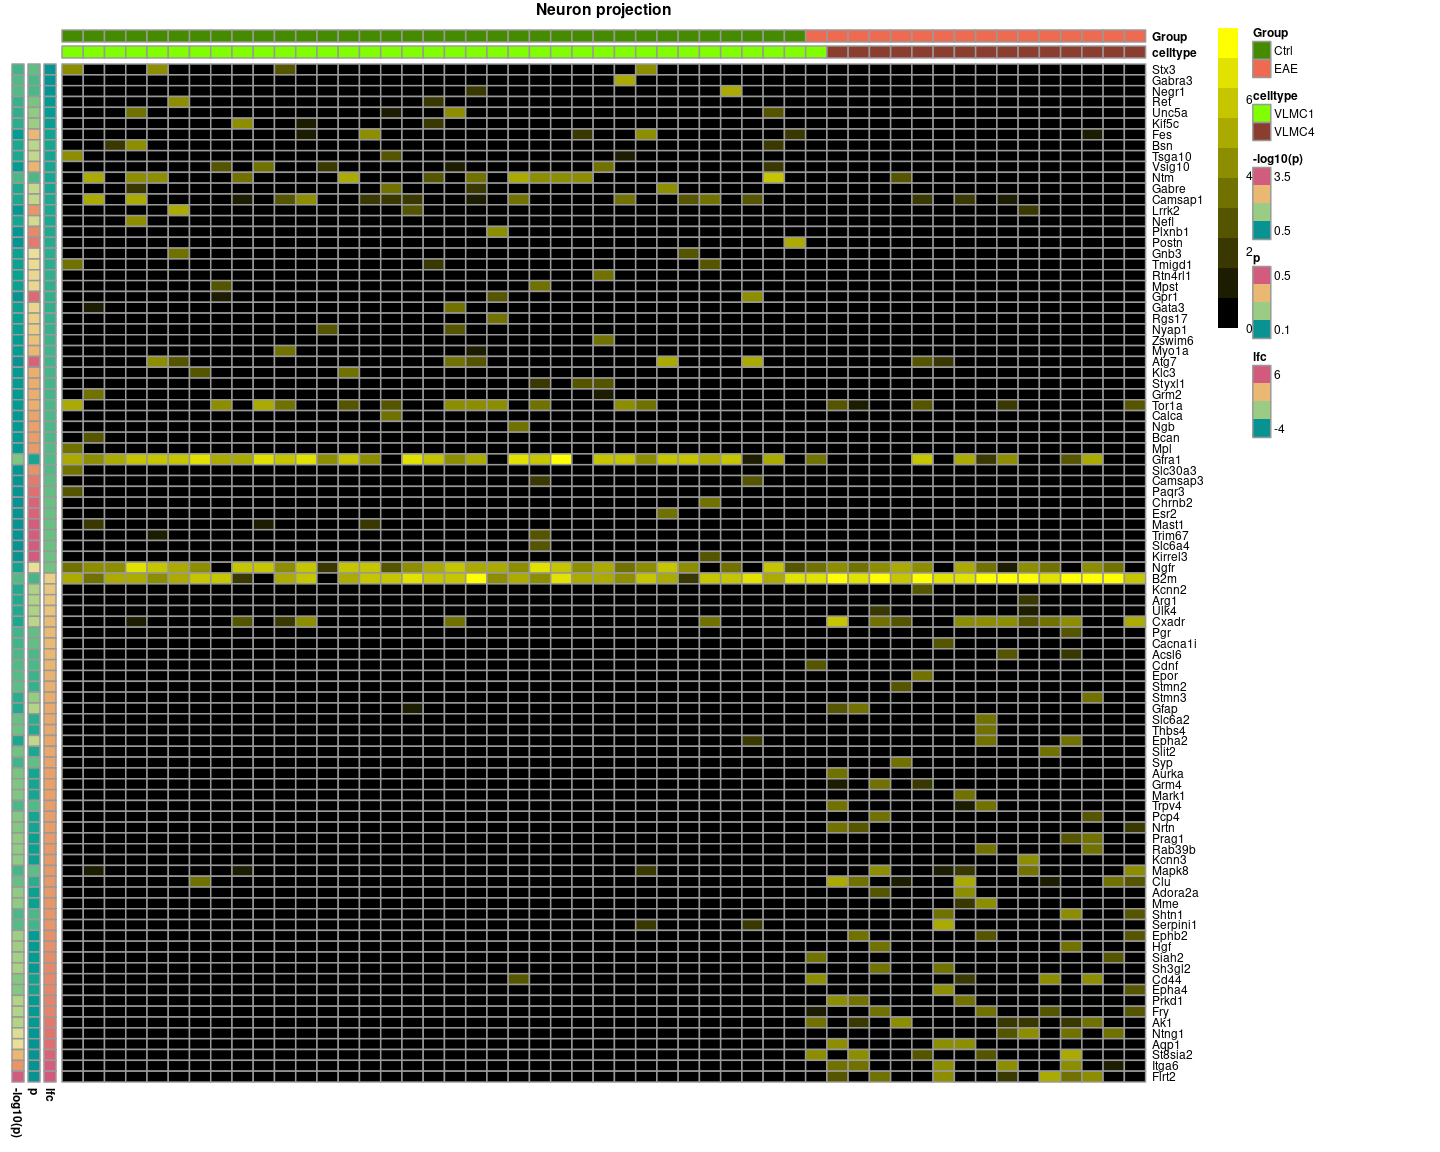 Neuron projection
Group
celltype
Stx3
Gabra3
Negr1
Ret
Unc5a
Kif5c
Fes
Bsn
Tsga10
Vsig10
Ntm
Gabre
Camsap1
Lrrk2
Nefl
Plxnb1
Postn
Gnb3
Tmigd1
Rtn4rl1
Mpst
Gpr1
Gata3
Rgs17
Nyap1
Zswim6
Myo1a
Atg7
Klc3
Styxl1
Grm2
Tor1a
Calca
Ngb
Bcan
Mpl
Gfra1
Slc30a3
Camsap3
Paqr3
Chrnb2
Esr2
Mast1
Trim67
Slc6a4
Kirrel3
Ngfr
B2m
Kcnn2
Arg1
Ulk4
Cxadr
Pgr
Cacna1i
Acsl6
Cdnf
Epor
Stmn2
Stmn3
Gfap
Slc6a2
Thbs4
Epha2
Slit2
Syp
Aurka
Grm4
Mark1
Trpv4
Pcp4
Nrtn
Prag1
Rab39b
Kcnn3
Mapk8
Clu
Adora2a
Mme
Shtn1
Serpini1
Ephb2
Hgf
Siah2
Sh3gl2
Cd44
Epha4
Prkd1
Fry
Ak1
Ntng1
Aqp1
St8sia2
Itga6
Flrt2
-log10(p)
p
lfc
6
4
2
0
Group
Ctrl
EAE
celltype
VLMC1
VLMC4
-log10(p)
3.5
0.5
p
0.5
0.1
lfc
6
-4